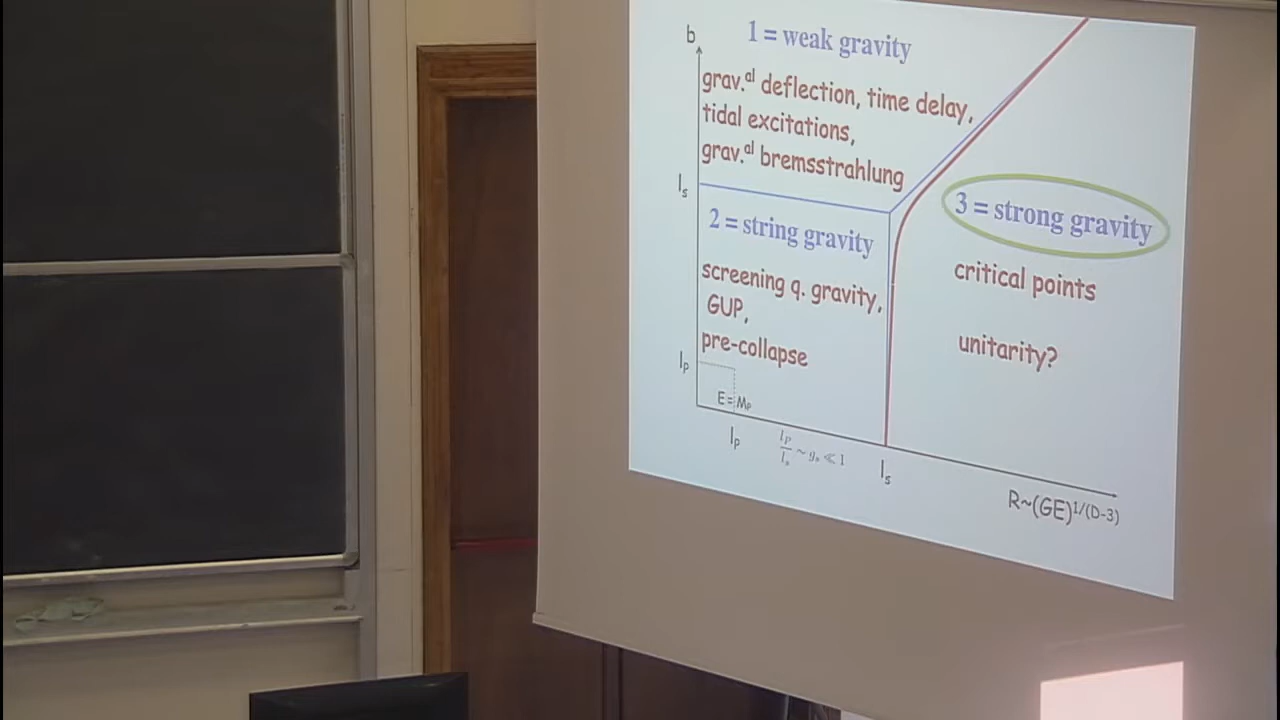 b
1 = weak gravity
grav.al deflection, time delay,
tidal excitations,
grav.al bremsstrahlung
ls
2 = string gravity
screening q. gravity,
GUP,
pre-collapse
3 = strong gravity
critical points
unitarity?
lP
E = MP
lP
lP/ls ~ gs ≪ 1
ls
R~(GE)1/(D-3)